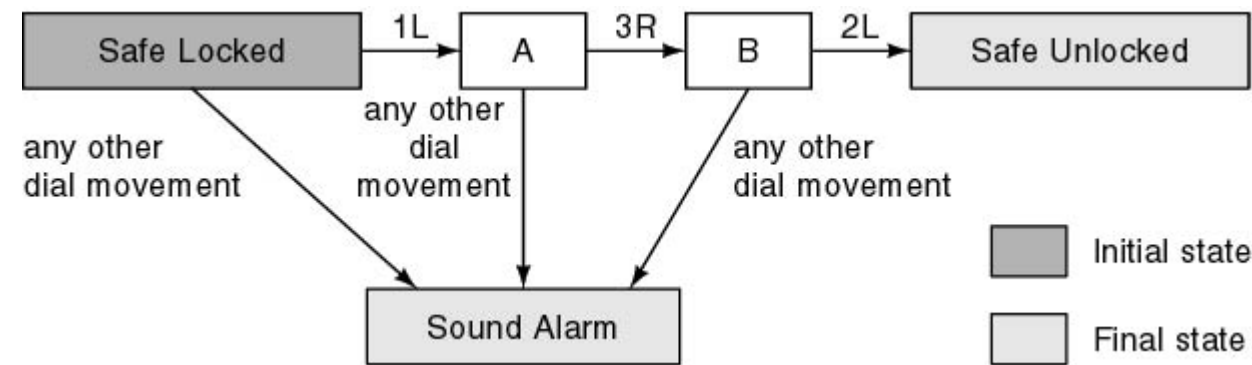 Safe Locked
1L
A
3R
B
2L
Safe Unlocked
any other
dial movement
any other
dial
movement
any other
dial movement
Sound Alarm
Initial state
Final state